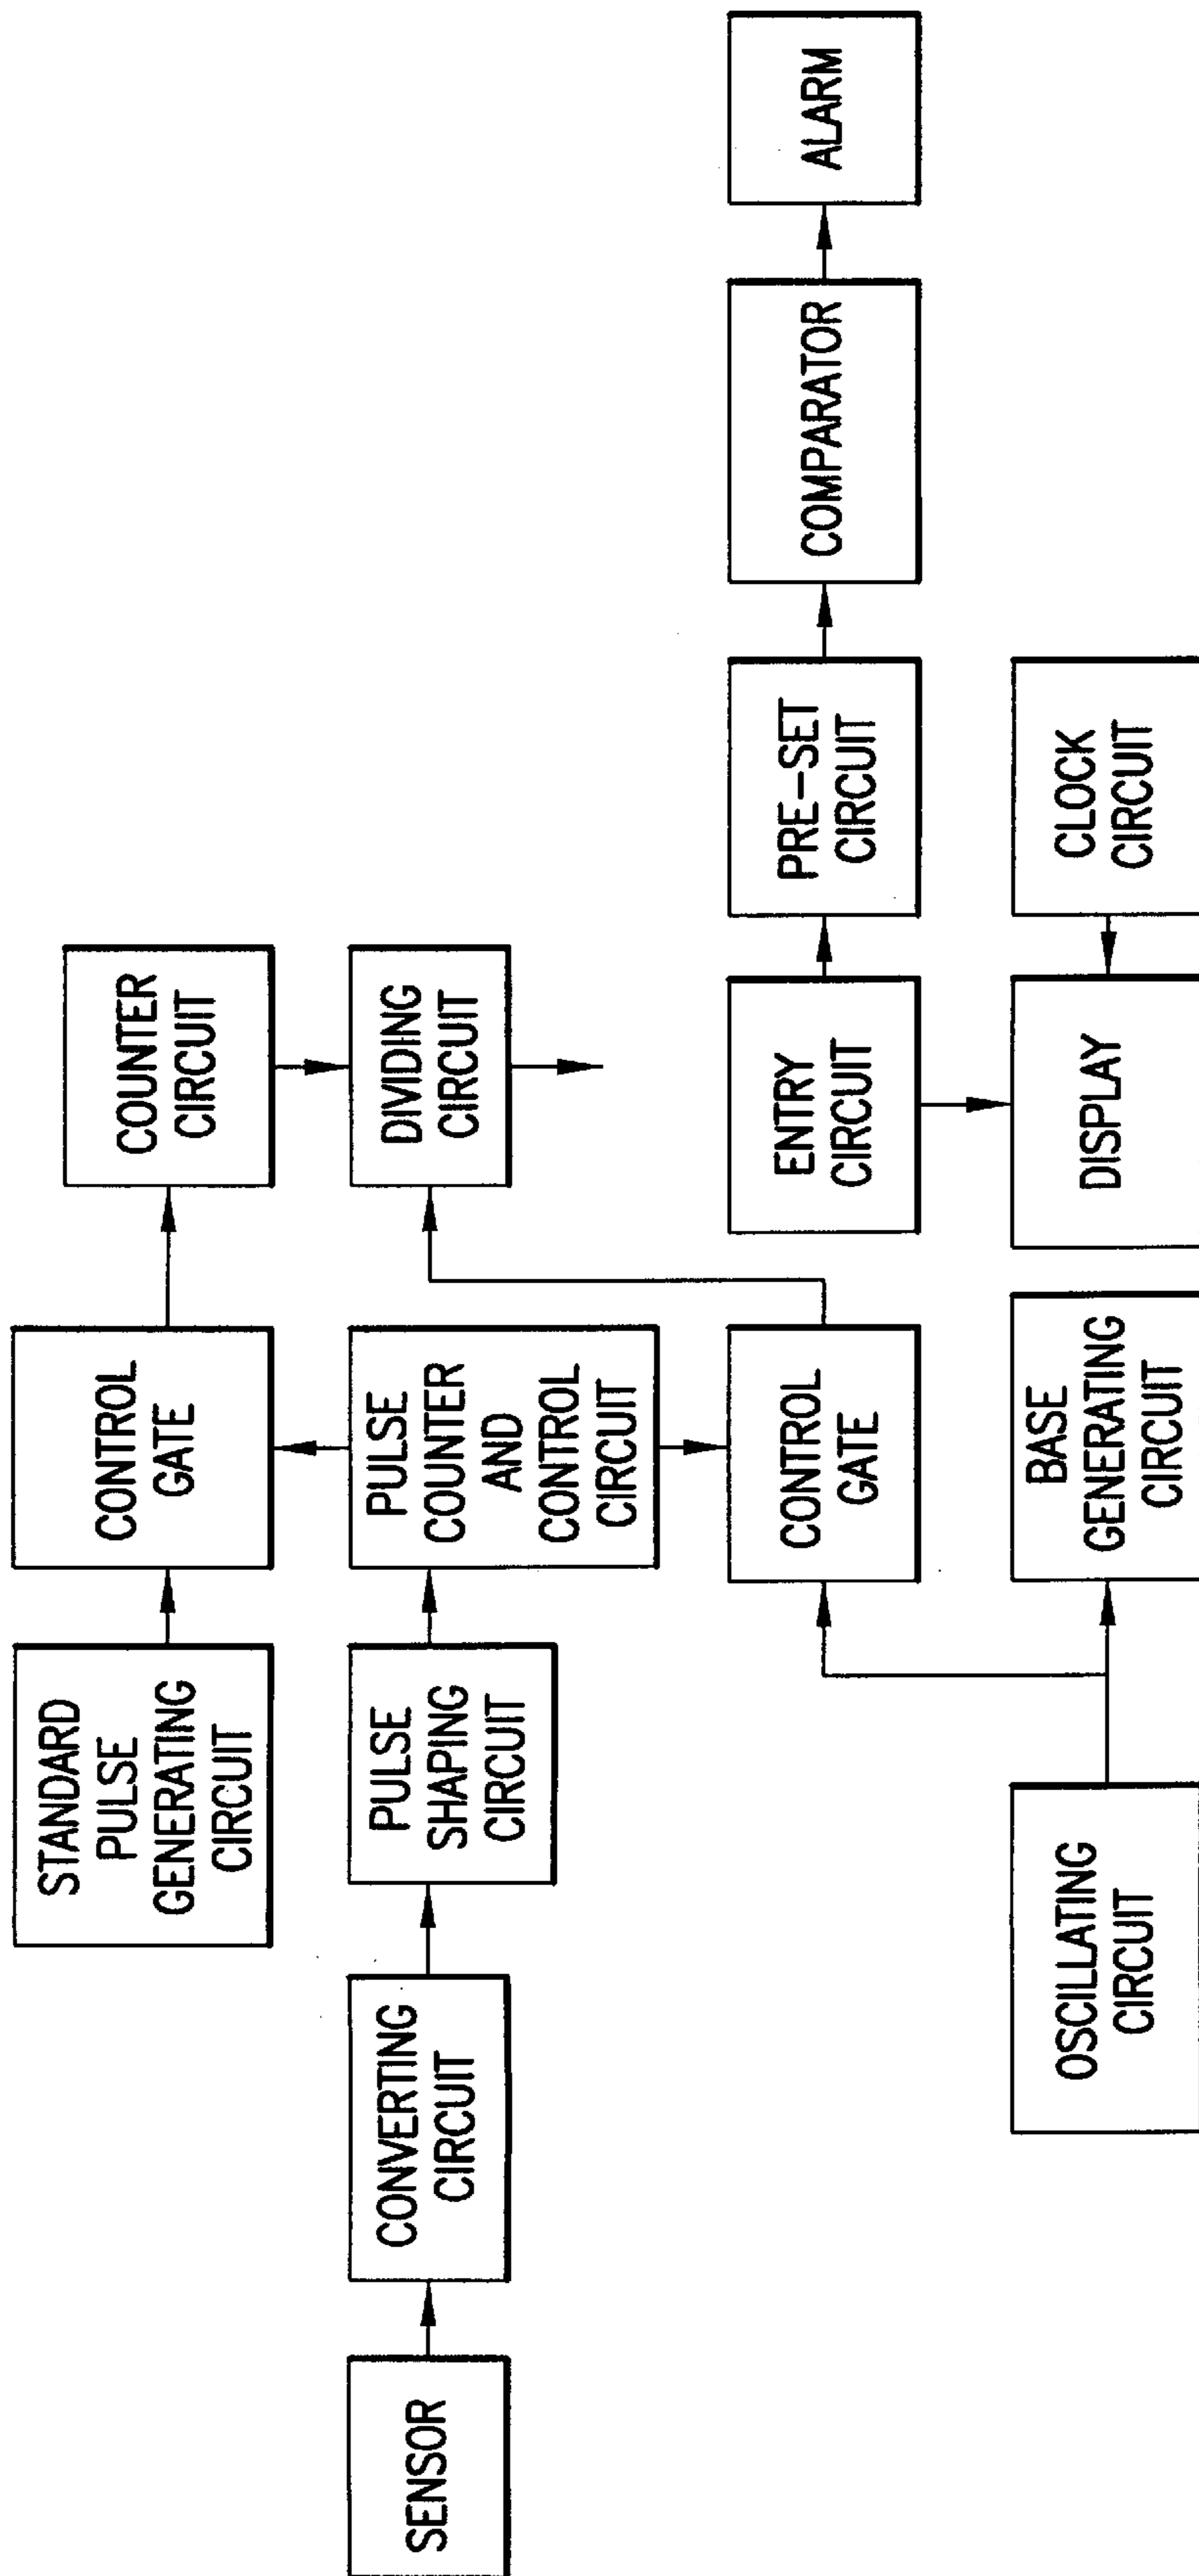 STANDARD
PULSE
GENERATING
CIRCUIT
CONTROL
GATE
COUNTER
CIRCUIT
SENSOR
CONVERTING
CIRCUIT
PULSE
SHAPING
CIRCUIT
PULSE
COUNTER
AND
CONTROL
CIRCUIT
DIVIDING
CIRCUIT
CONTROL
GATE
ENTRY
CIRCUIT
PRE-SET
CIRCUIT
COMPARATOR
ALARM
OSCILLATING
CIRCUIT
BASE
GENERATING
CIRCUIT
DISPLAY
CLOCK
CIRCUIT